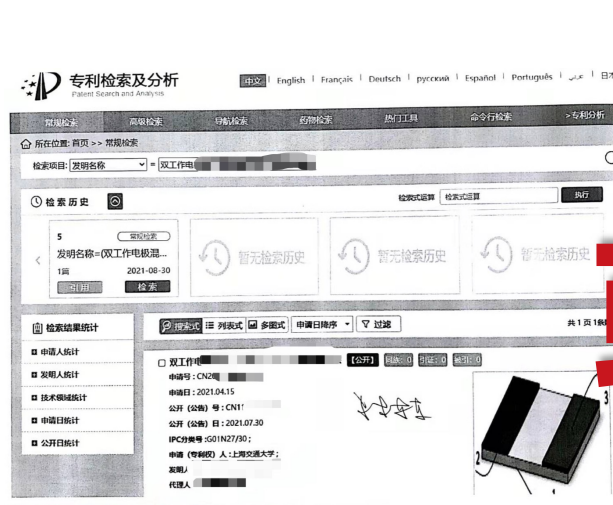 专利检索及分析
Patent Search and Analysis
中文 English Français Deutsch русский Español Português عربي 日本
常规检索 高级检索 导航检索 药物检索 热门工具 命令行检索 >专利分析
所在位置: 首页 >> 常规检索
检索项目: 发明名称 = 双工作电
检索历史
检索式运算 检索式运算 执行
5 常规检索
发明名称=(双工作电极混...
1篇 2021-08-30
引用 检索
暂无检索历史
暂无检索历史
暂无检索历史
检索结果统计
申请人统计
发明人统计
技术领域统计
申请日统计
公开日统计
搜索式 列表式 多图式 申请日降序 过滤
共 1 页 1条
双工作 【公开】 同族: 0 引证: 0 被引: 0
申请号 : CN20
申请日 : 2021.04.15
公开(公告)号 : CN11
公开(公告)日 : 2021.07.30
IPC分类号 :G01N27/30 ;
申请(专利权)人 :上海交通大学 ;
发明人
代理人
3
2
1